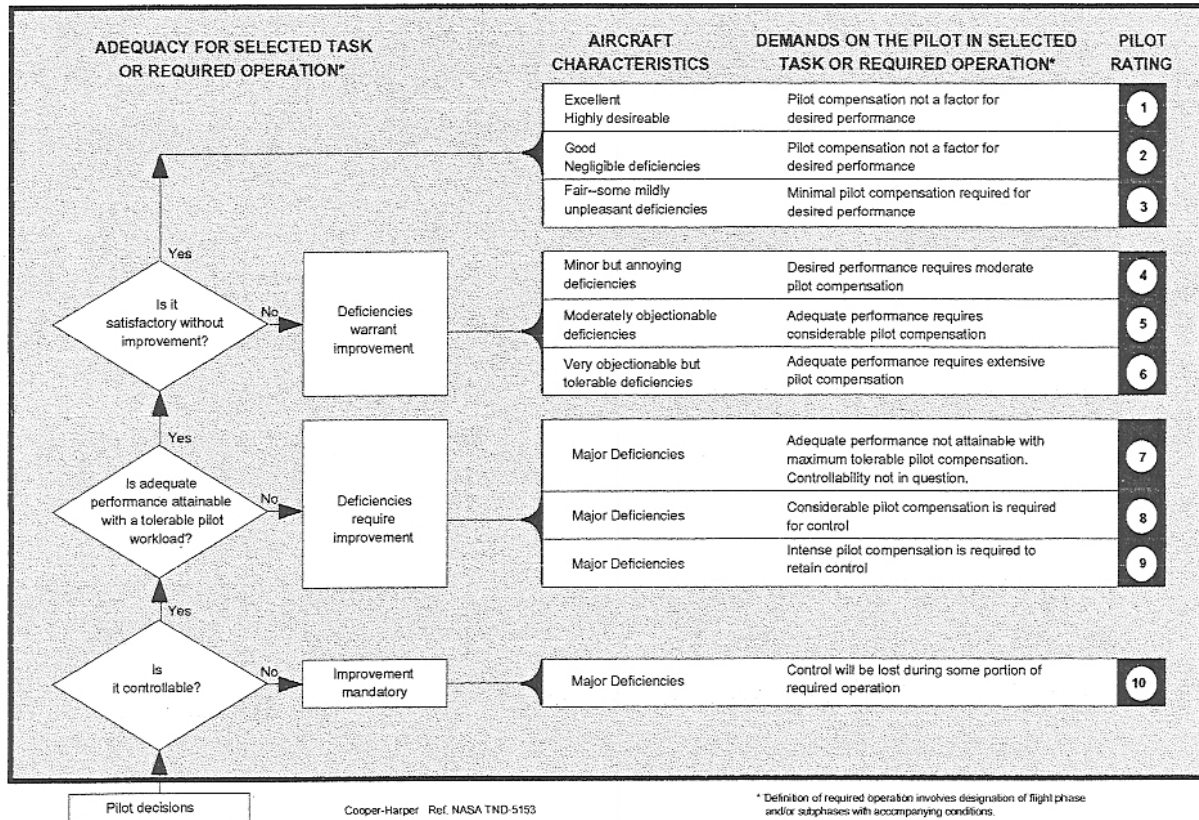 ADEQUACY FOR SELECTED TASK
OR REQUIRED OPERATION*
AIRCRAFT
CHARACTERISTICS
DEMANDS ON THE PILOT IN SELECTED
TASK OR REQUIRED OPERATION*
PILOT
RATING
Excellent
Highly desireable
Pilot compensation not a factor for
desired performance
1
Good
Negligible deficiencies
Pilot compensation not a factor for
desired performance
2
Fair--some mildly
unpleasant deficiencies
Minimal pilot compensation required for
desired performance
3
Yes
Is it
satisfactory without
improvement?
No
Deficiencies
warrant
improvement
Minor but annoying
deficiencies
Desired performance requires moderate
pilot compensation
4
Moderately objectionable
deficiencies
Adequate performance requires
considerable pilot compensation
5
Very objectionable but
tolerable deficiencies
Adequate performance requires extensive
pilot compensation
6
Yes
Is adequate
performance attainable
with a tolerable pilot
workload?
No
Deficiencies
require
improvement
Major Deficiencies
Adequate performance not attainable with
maximum tolerable pilot compensation.
Controllability not in question.
7
Major Deficiencies
Considerable pilot compensation is required
for control
8
Major Deficiencies
Intense pilot compensation is required to
retain control
9
Yes
Is
it controllable?
No
Improvement
mandatory
Major Deficiencies
Control will be lost during some portion of
required operation
10
Pilot decisions
Cooper-Harper Ref. NASA TND-5153
* Definition of required operation involves designation of flight phase
and/or subphases with accompanying conditions.